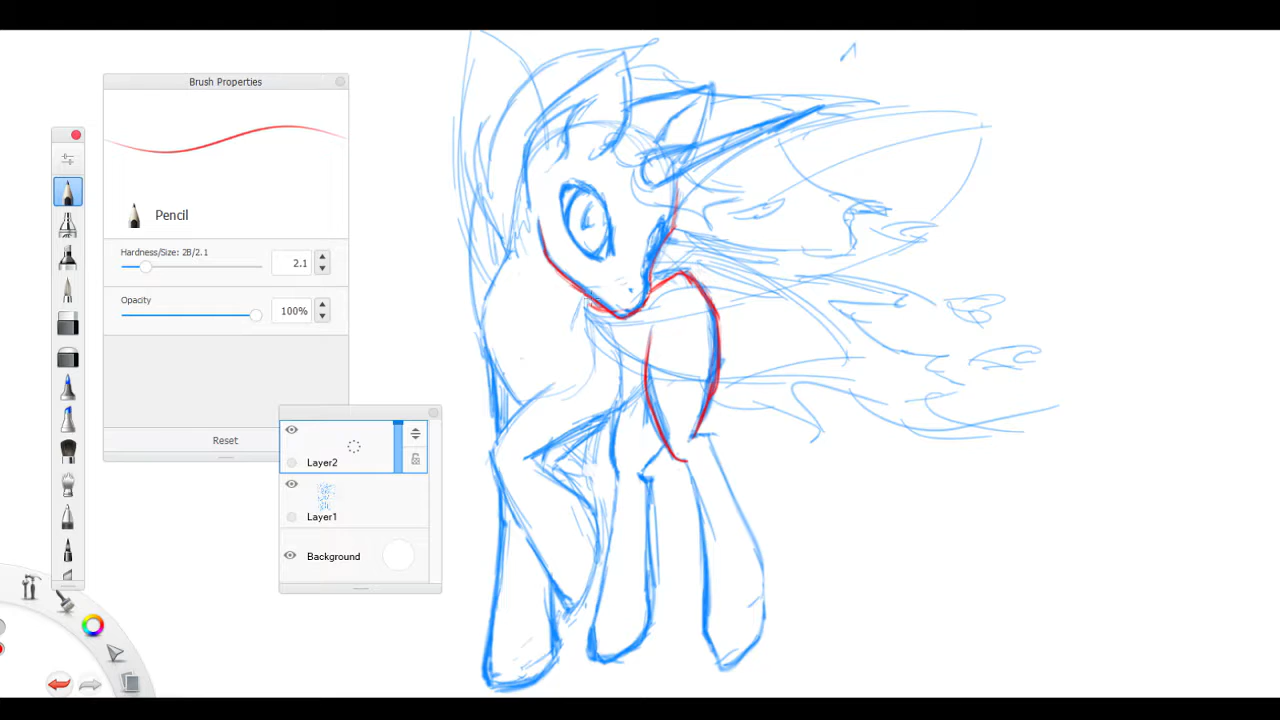 Brush Properties
Pencil
Hardness/Size: 2B/2.1
2.1
Opacity
100%
Reset
Layer2
Layer1
Background